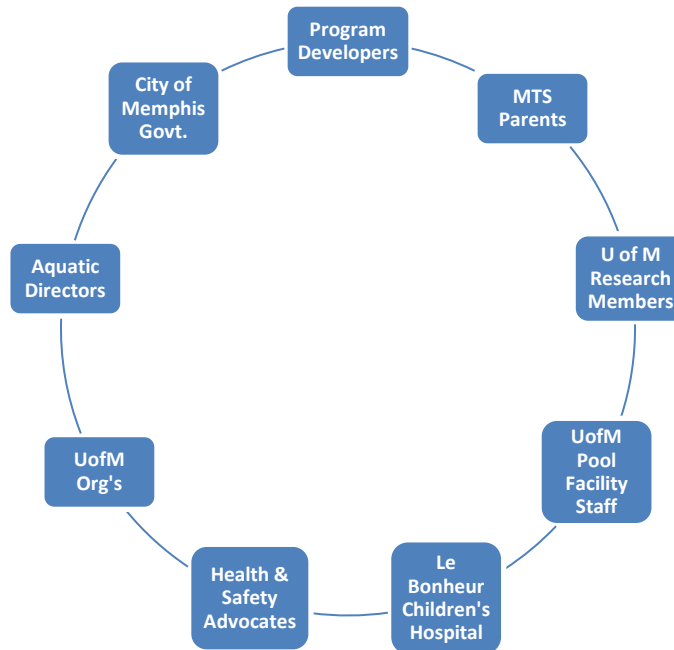 Program
Developers
MTS
Parents
U of M
Research
Members
UofM
Pool
Facility
Staff
Le
Bonheur
Children's
Hospital
Health &
Safety
Advocates
UofM
Org's
Aquatic
Directors
City of
Memphis
Govt.